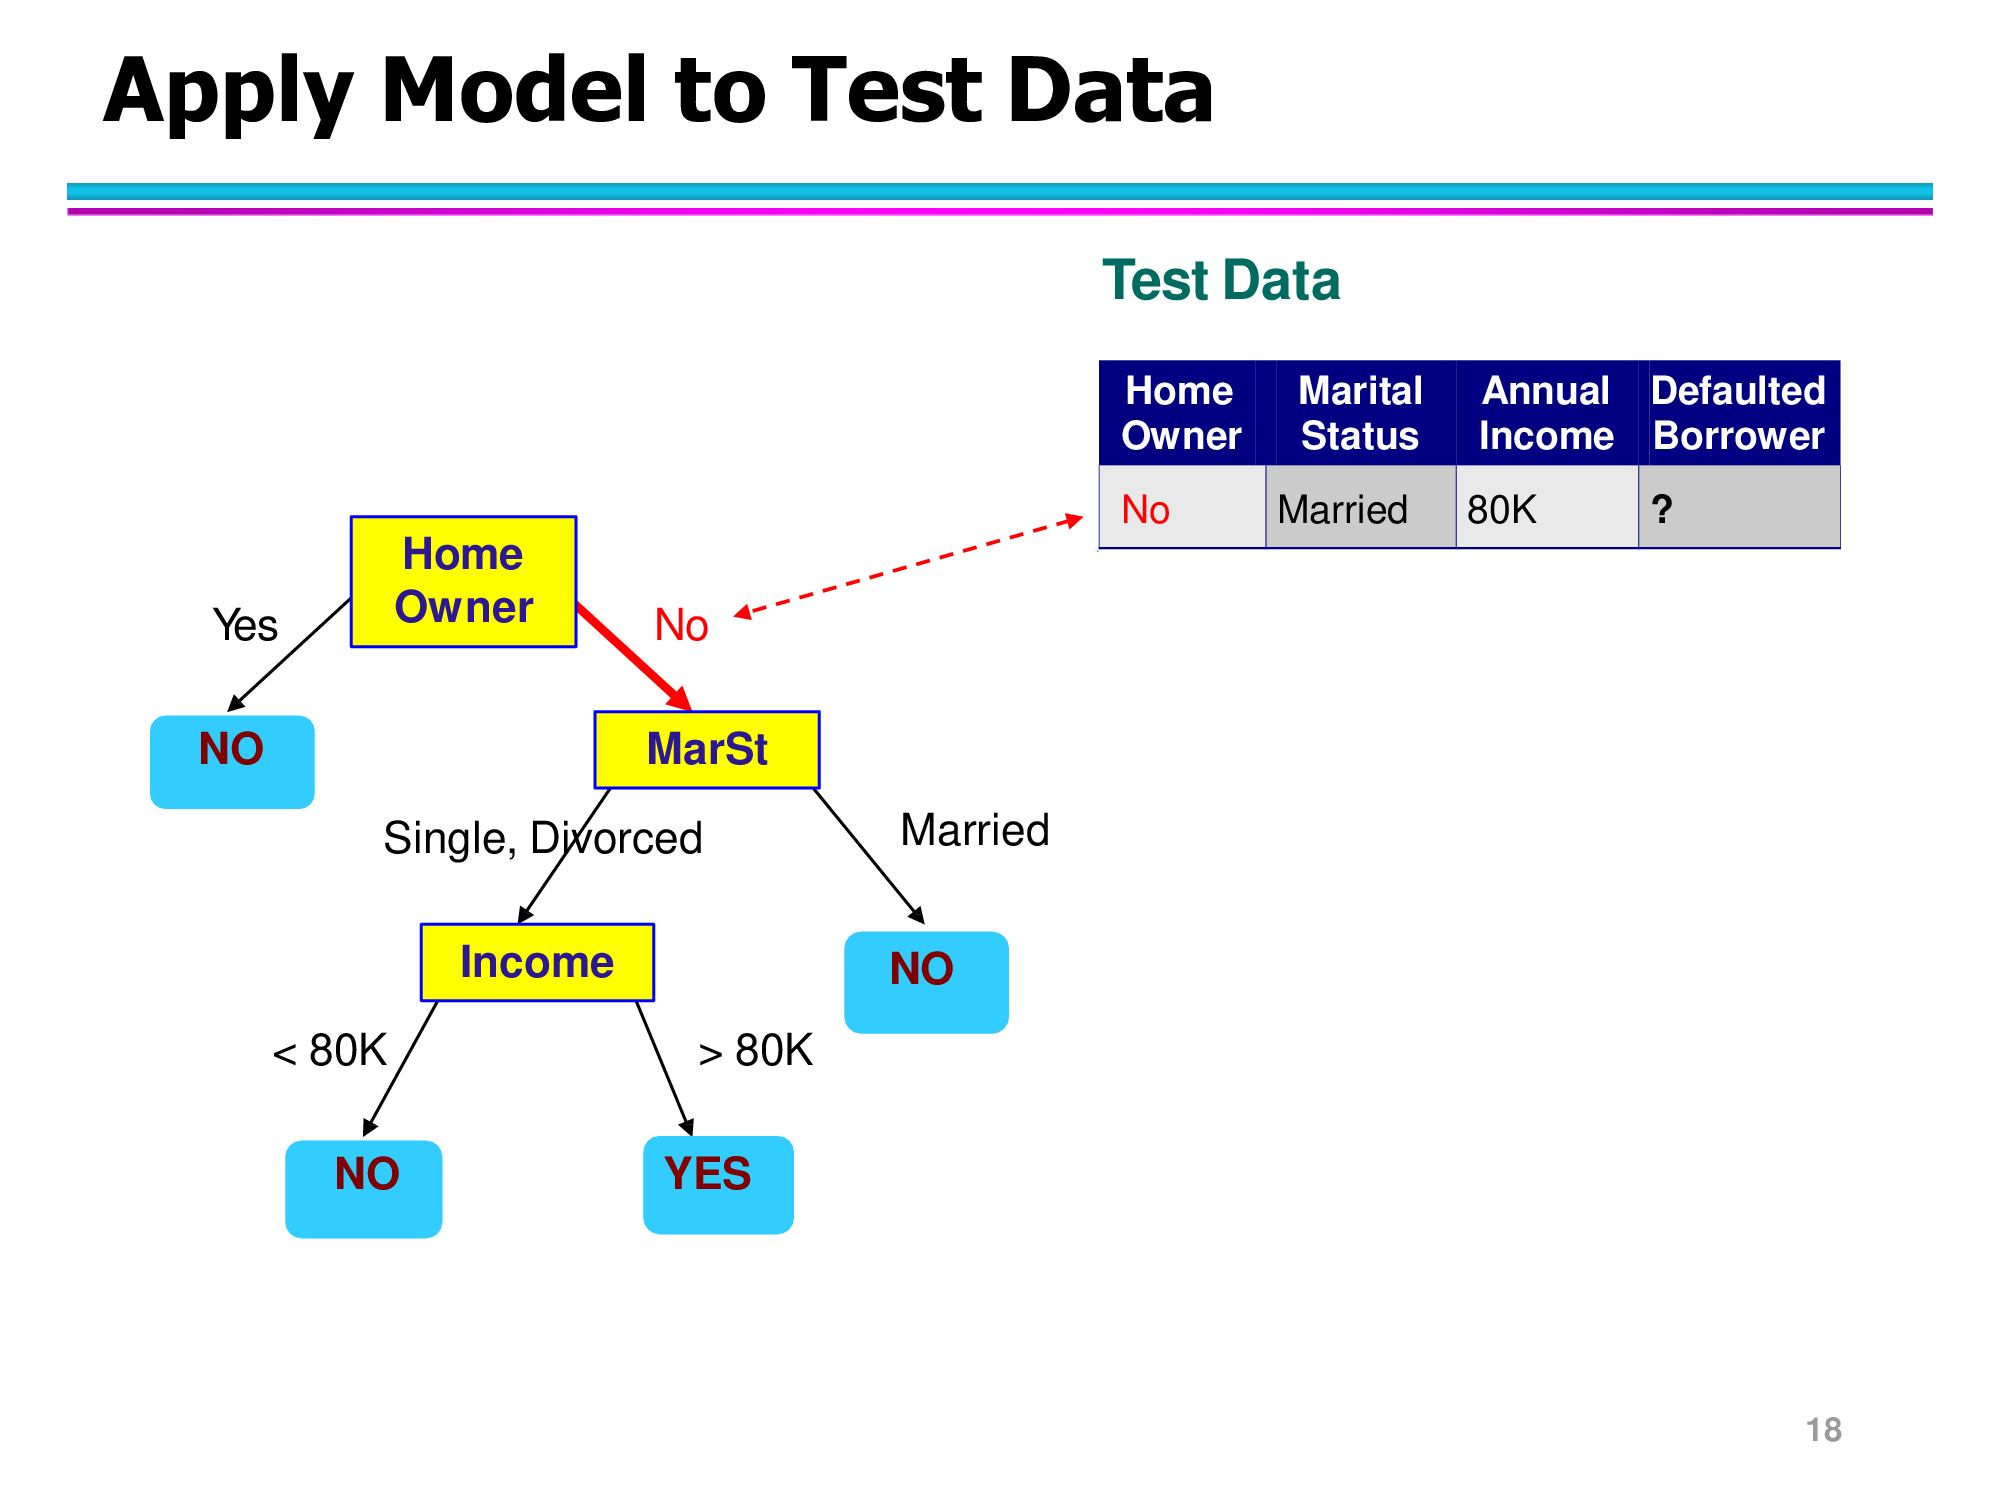 Apply Model to Test Data
Test Data
Home Owner Marital Status Annual Income Defaulted Borrower
No Married 80K ?
Home
Owner
Yes
No
NO
MarSt
Single, Divorced
Married
Income
NO
< 80K
> 80K
NO
YES
18